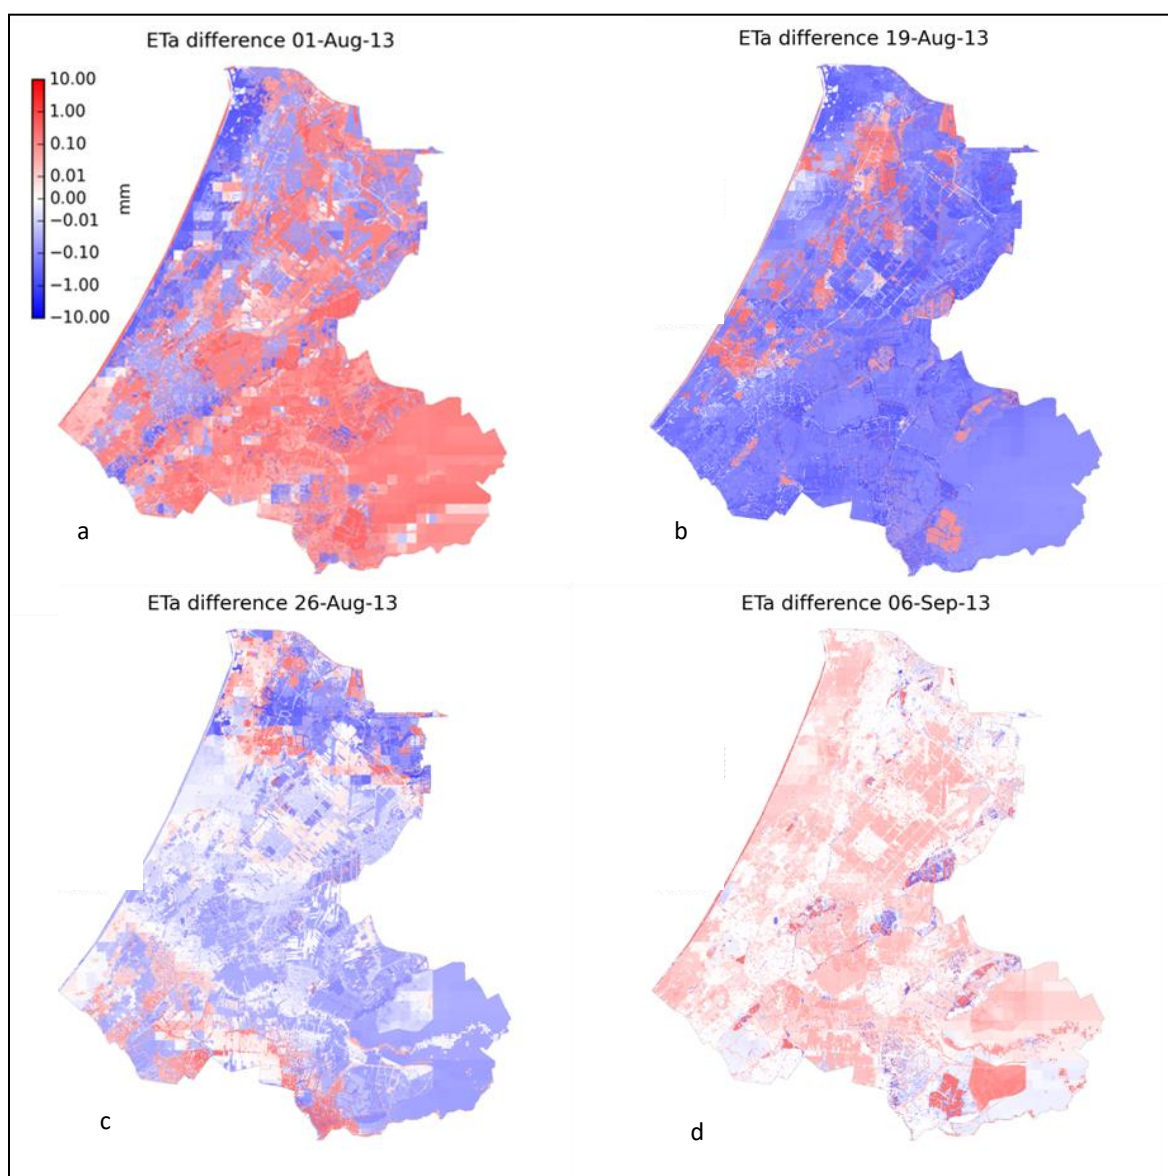 ETa difference 01-Aug-13
ETa difference 19-Aug-13
10.00
1.00
0.10
0.01
0.00
−0.01
−0.10
−1.00
−10.00
mm
a
b
ETa difference 26-Aug-13
ETa difference 06-Sep-13
c
d